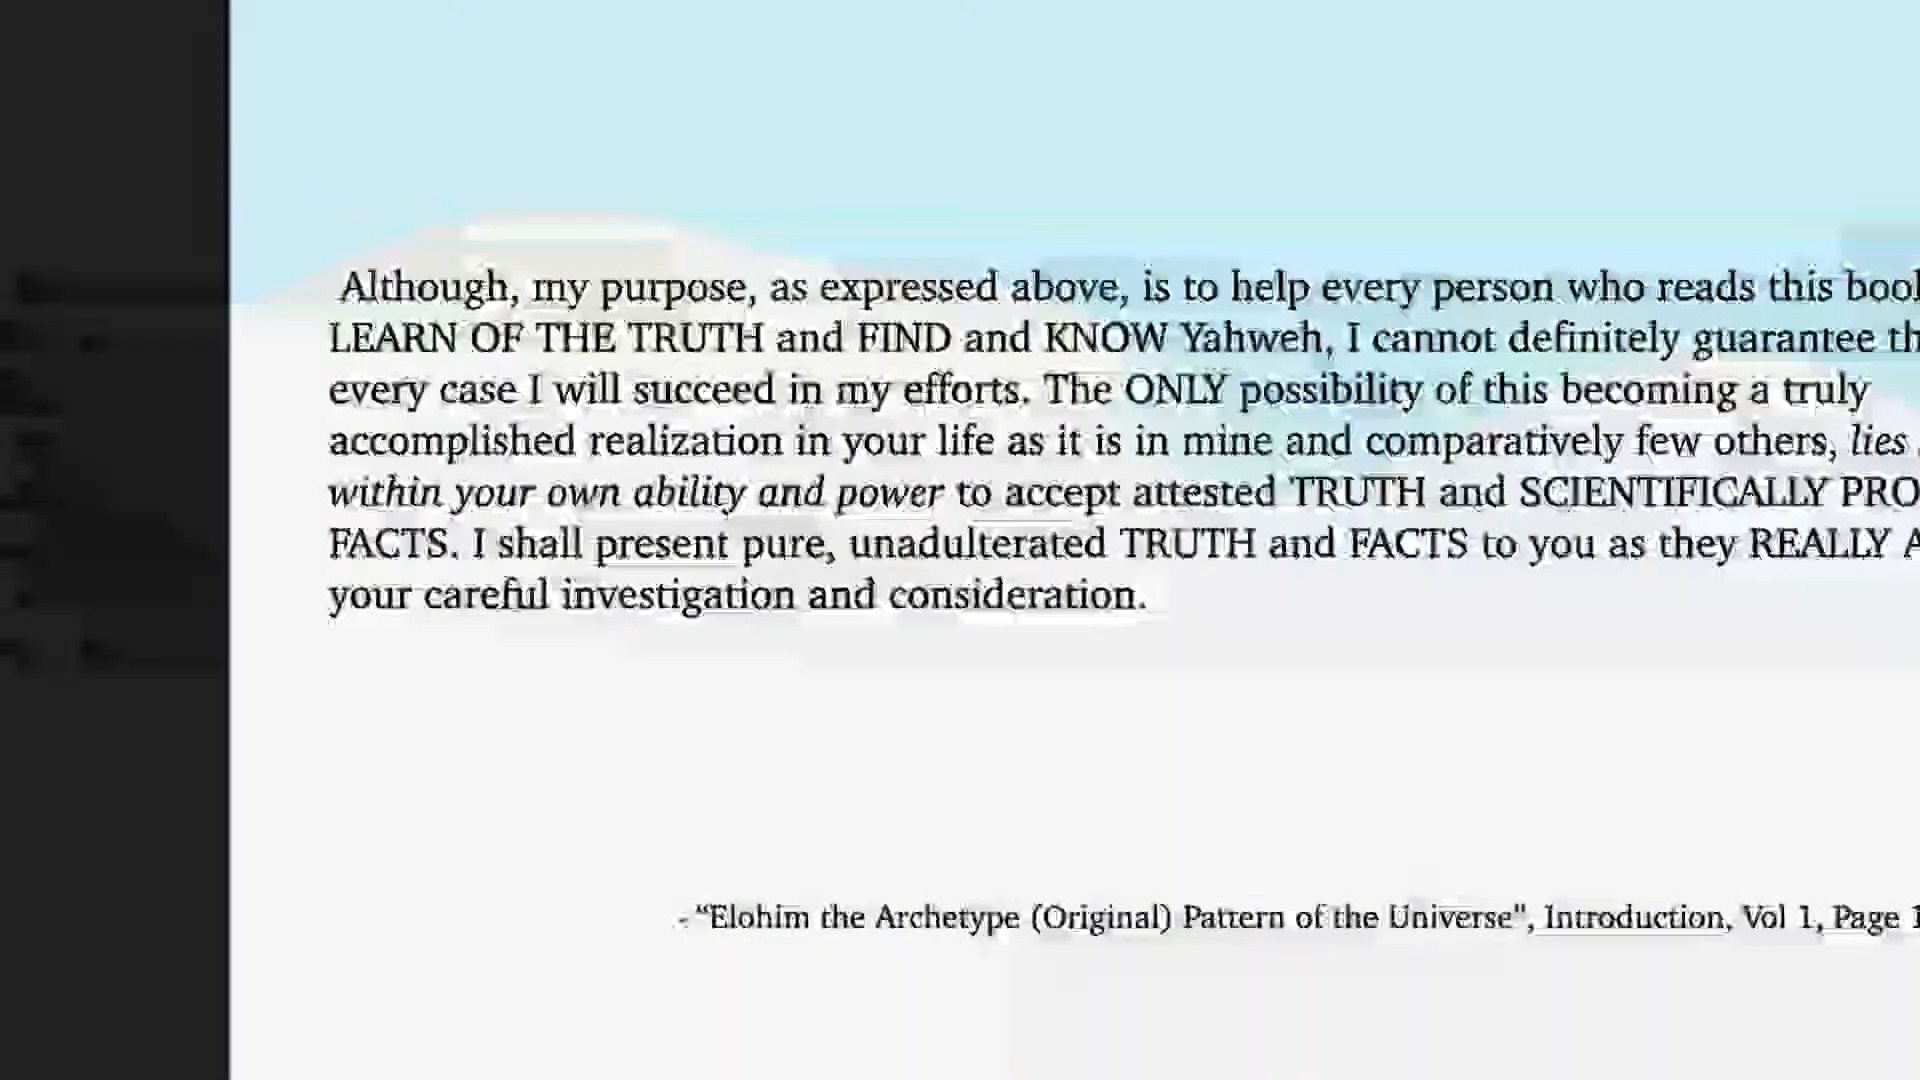 Although, my purpose, as expressed above, is to help every person who reads this
LEARN OF THE TRUTH and FIND and KNOW Yahweh, I cannot definitely guarantee
every case I will succeed in my efforts. The ONLY possibility of this becoming a truly
accomplished realization in your life as it is in mine and comparatively few others, lies
within your own ability and power to accept attested TRUTH and SCIENTIFICALLY
FACTS. I shall present pure, unadulterated TRUTH and FACTS to you as they REALLY
your careful investigation and consideration.
- “Elohim the Archetype (Original) Pattern of the Universe", Introduction, Vol 1, Page